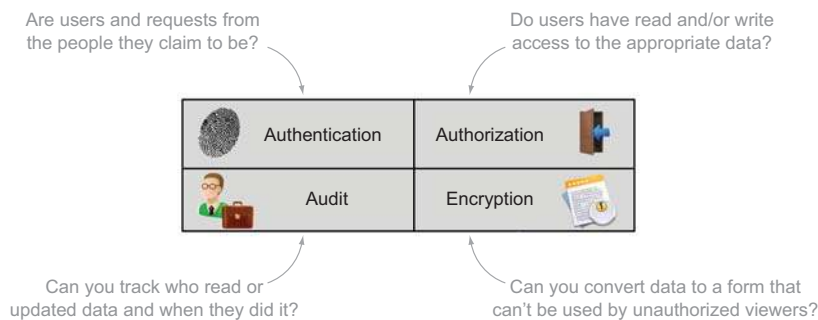 Are users and requests from
the people they claim to be?
Do users have read and/or write
access to the appropriate data?
Authentication
Authorization
Audit
Encryption
Can you track who read or
updated data and when they did it?
Can you convert data to a form that
can't be used by unauthorized viewers?